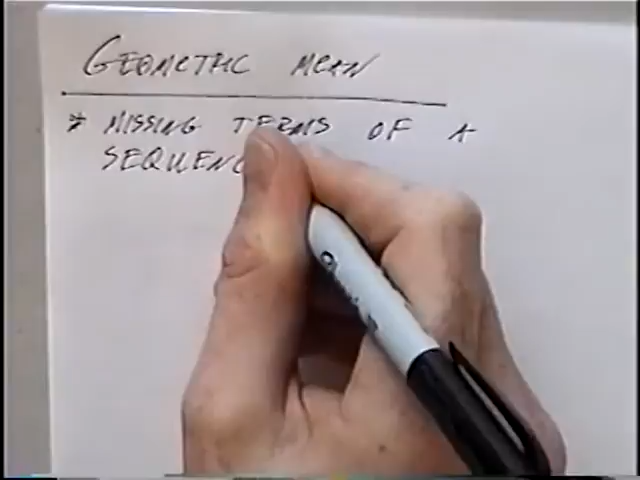 GEOMETRIC MEAN
* MISSING TERMS OF A
SEQUENC